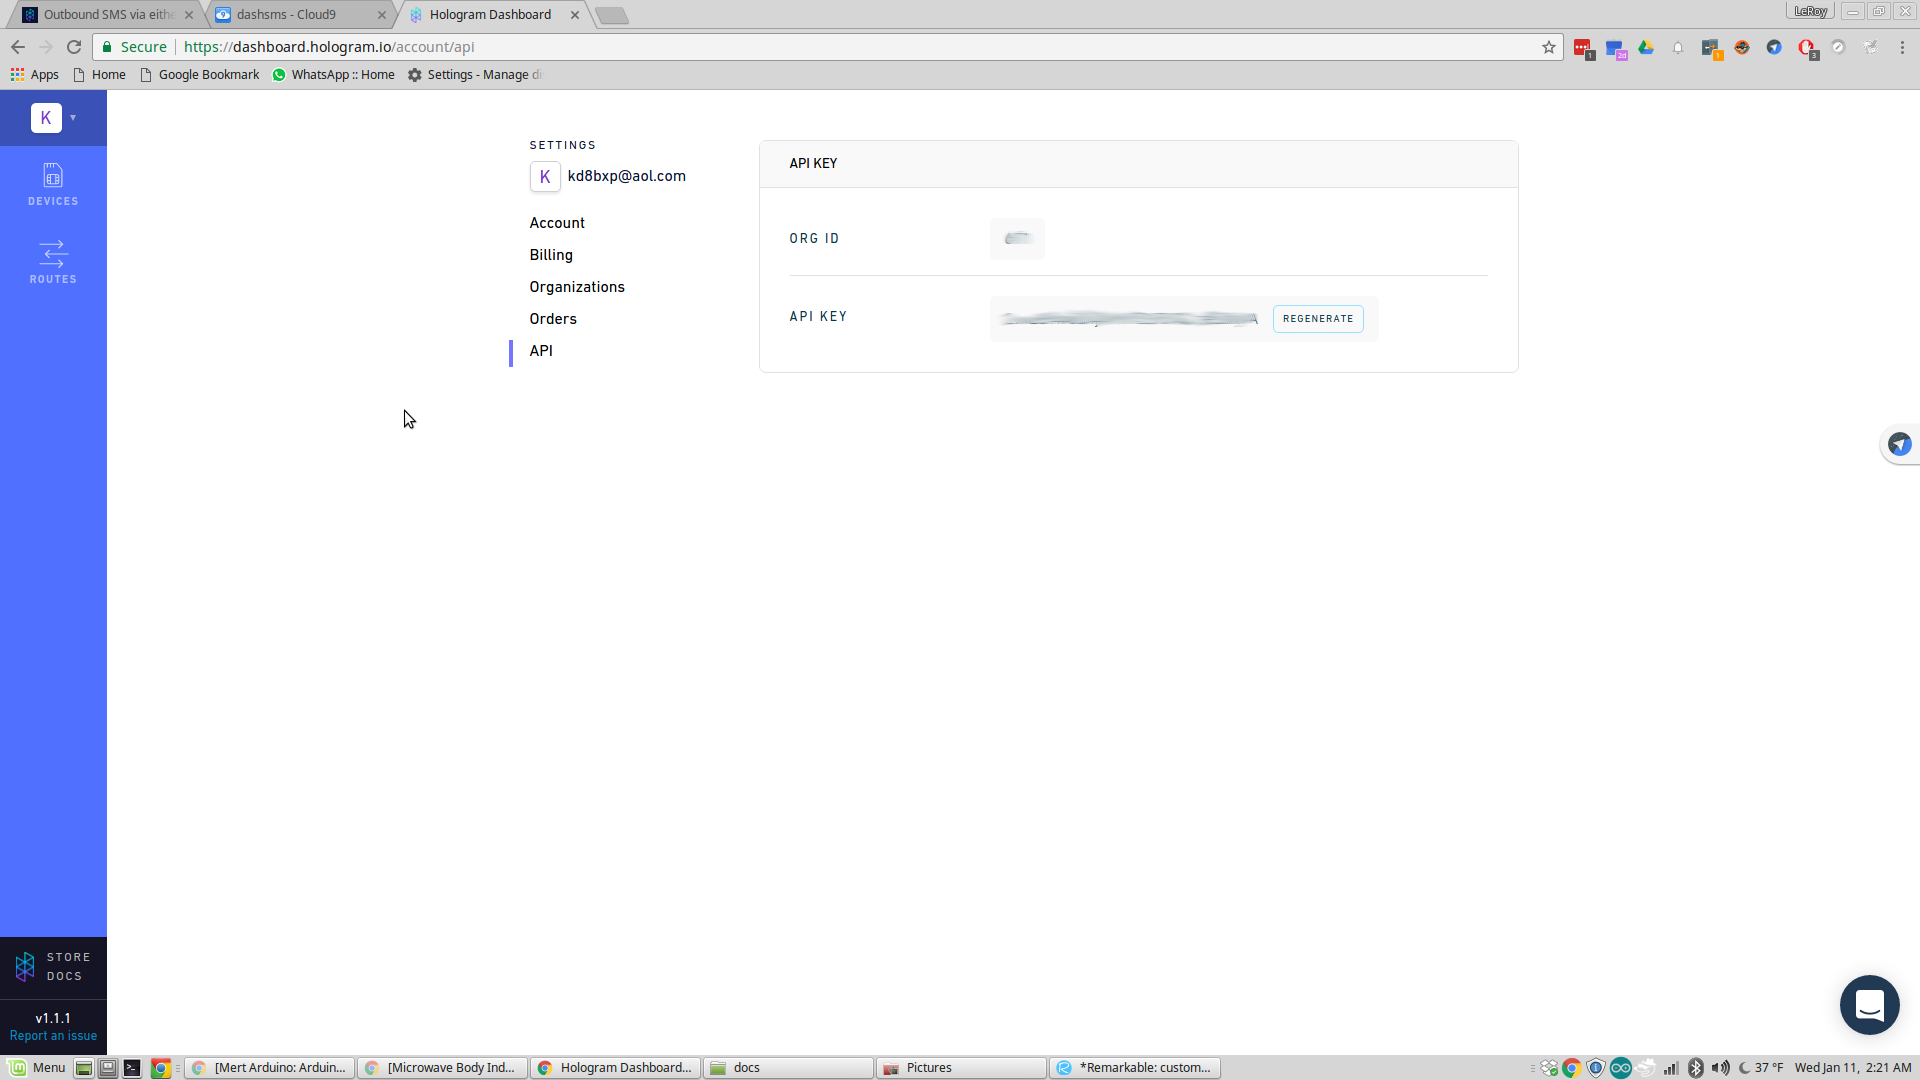 Outbound SMS via eithe
dashsms - Cloud9
Hologram Dashboard
LeRoy
Secure
https://dashboard.hologram.io/account/api
Apps
Home
Google Bookmark
WhatsApp :: Home
Settings - Manage di
K
DEVICES
ROUTES
SETTINGS
K
kd8bxp@aol.com
Account
Billing
Organizations
Orders
API
API KEY
ORG ID
API KEY
REGENERATE
STORE
DOCS
v1.1.1
Report an issue
Menu
[Mert Arduino: Arduin...
[Microwave Body Ind...
Hologram Dashboard...
docs
Pictures
*Remarkable: custom...
37 °F
Wed Jan 11, 2:21 AM